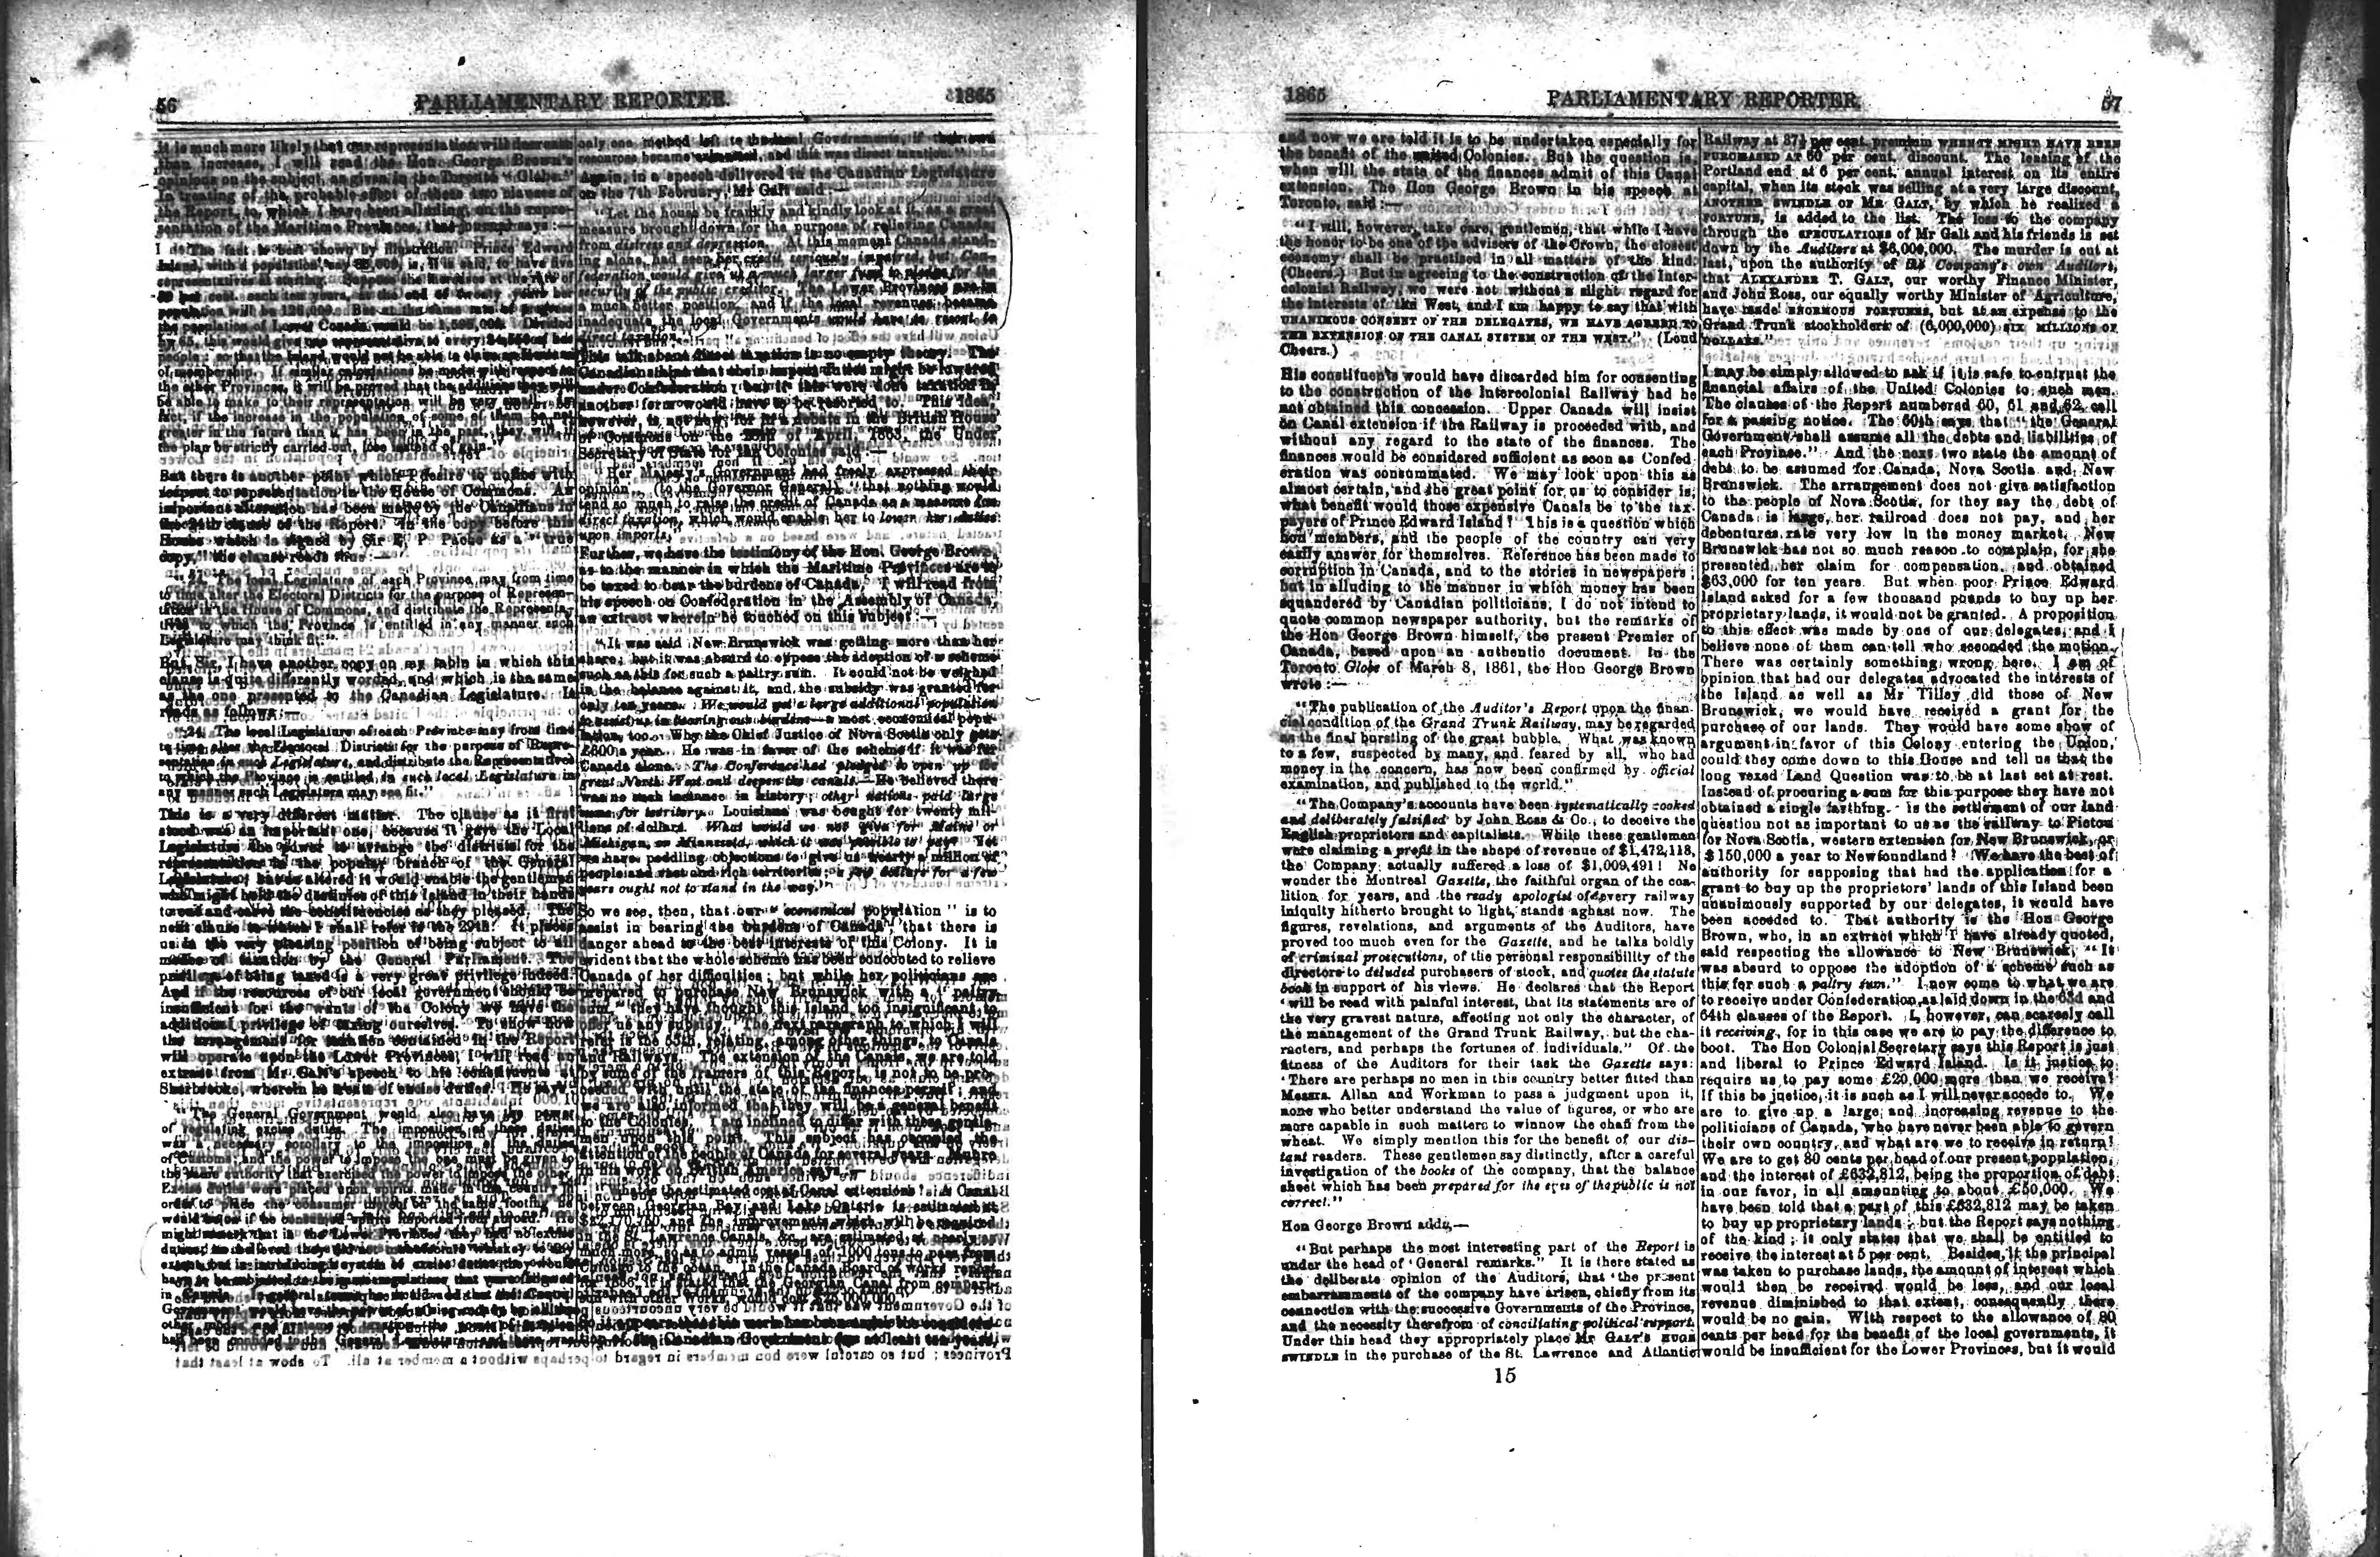 56 PARLIAMENTARY REPORTER. 1865
it is much more likely that our representation will decrease
than increase. I will read the Hon. George Brown's
opinions on the subject, as given in the Toronto "Globe."
In treating of the probable effect of these two clauses of
the Report, to which I have been alluding, on the repre-
sentation of the Maritime Provinces, that journal says :—
The fact is best shown by illustration. Prince Edward
Island, with a population, say 85,000, is, it is said, to have five
representatives at starting. Suppose she increases at the rate of
per cent. each ten years, at the end of twenty years her
population will be
the population of Lower Canada would be
by 65, this would give one representative to every
people; so that the Island would not be able to claim
of membership. If similar calculations be made with respect to
the other Provinces, it will be proved that the additions they will
be able to make to their representation will be very small. In
fact, if the increase in the population of some of them be not
greater in the future than it has been in the past, they will, if
the plan be strictly carried out, lose instead of gain.
But there is another point which I desire to notice with
respect to representation in the House of Commons. An
important alteration has been made by the Canadians in
the 24th clause of the Report. In the copy before this
House which is signed by Sir E. P. Tache as a "true
copy," the clause reads thus :—
"24. The local Legislature of each Province may from time
to time alter the Electoral Districts for the purpose of Represen-
tation in the House of Commons, and distribute the Representa-
tives to which the Province is entitled in any manner such
Legislature may think fit."
But, Sir, I have another copy on my table in which this
clause is quite differently worded, and which is the same
as the one presented to the Canadian Legislature. It
reads as follows :
"24. The local Legislature of each Province may from time
to time alter the Electoral Districts for the purpose of Repre-
sentation in such Legislature, and distribute the Representatives
to which the Province is entitled in such local Legislature in
any manner such Legislature may see fit."
This is a very different matter. The clause as it first
stood was an important one, because it gave the Local
Legislature the power to arrange the districts for the
representation in the popular branch of the General
Legislature; but as altered it would enable the gentlemen
who might hold the destinies of this Island in their hands
to cut and carve the constituencies as they pleased. The
next clause to which I shall refer is the 29th. It places
us in the very pleasing position of being subject to all
modes of taxation by the General Parliament. The
privilege of being taxed is a very great privilege indeed.
And if the resources of our local government should be
insufficient for the wants of the Colony we have the
additional privilege of taxing ourselves. To show how
the arrangement for taxation contained in the Report
will operate upon the Lower Provinces, I will read an
extract from Mr. Galt's speech to his constituents at
Sherbrooke, wherein he treats of excise duties. He says:
"The General Government would also have the power
of regulating excise duties. The imposition of these duties
was a necessary corollary to the imposition of the duties
of Customs; and the power to impose the one must be given to
the same authority that exercised the power to impose the other.
Excise duties were placed upon spirits made in the country in
order to place the consumer thereof on the same footing
would be if he consumed spirits imported from abroad. He
might remark that in the Lower Provinces they had no excise
only one method left to the local Governments, if their own
resources became exhausted, and this was direct taxation."
Again, in a speech delivered in the Canadian Legislature
on the 7th February, Mr Galt said :—
"Let the house be frankly and kindly look at it, as a great
measure brought down for the purpose of relieving Canada
from distress and depression. At this moment Canada stand-
ing alone, had seen her credit seriously impaired, but Con-
federation would give us a much larger fund to pledge for the
security of the public creditor. The Lower Provinces are in
a much better position, and if the local revenues became
inadequate the local Governments would have to resort to
direct taxation."
This talk about direct taxation is no empty theory. The
Canadians think that their import duties might be lowered
under Confederation; but if this were done taxation in
another form would have to be resorted to. This idea,
however, is not new; for in a debate in the British House
of Commons on the of April, 1863, the Under
Secretary of State for the Colonies said :—
"Her Majesty's Government had freely expressed their
opinion (to the Governor General) that nothing would
tend so much to raise the credit of Canada as a measure for
direct taxation, which would enable her to lower her duties
upon imports."
Further, we have the testimony of the Hon. George Brown
as to the manner in which the Maritime Provinces are to
be taxed to bear the burdens of Canada. I will read from
his speech on Confederation in the Assembly of Canada,
an extract wherein he touched on this subject :—
"It was said New Brunswick was getting more than her
share; but it was absurd to oppose the adoption of a scheme
such as this for such a paltry sum. It could not be weighed
in the balance against it, and the subsidy was granted for
only ten years. We would get a large additional population
to assist us in bearing our burdens—a most economical popu-
lation, too. Why the Chief Justice of Nova Scotia only gets
£600 a year. He was in favor of the scheme if it was for
Canada alone. The Conference had pledged to open up the
great North West and deepen the canals.—He believed there
was no such instance in history; other nations paid large
sums for territory. Louisiana was bought for twenty mil-
lions of dollars. What would we not give for Maine or
Michigan, or Minnesota, which it was possible to pay? Yet
we have peddling objections to give us nearly a million of
people and vast and rich territories; a few dollars for a few
years ought not to stand in the way."
So we see, then, that our "economical population" is to
assist in bearing the burdens of Canada; that there is
danger ahead to the best interests of this Colony. It is
evident that the whole scheme has been concocted to relieve
Canada of her difficulties; but while her politicians are
prepared to purchase New Brunswick with a "paltry
sum," they have thought this Island too insignificant to
offer us any subsidy. The next paragraph to which I will
refer is the 55th, relating, among other things, to Canals
and Railways. The extension of the Canals, we are told
by some of the framers of this Report, is not to be pro-
ceeded with until the state of the finances permit; and
we are also informed that they will be a general benefit
to the Colonies. I am inclined to differ with these gentle-
men upon this point. This subject has occupied the
attention of the people of Canada for several years.
in his work on British America says :—
"What is the estimated cost of Canal extensions? A Canal
between Georgian Bay and Lake Ontario is estimated at
$22,170,750, and the improvements which will be required
in the St. Lawrence Canals, &c., are estimated at nearly as
much more, so as to admit vessels of 1000 tons to pass from
Chicago to the ocean. In the Canada Board of works report
for it is stated that the Georgian Canal from
with other works, would cost
1865 PARLIAMENTARY REPORTER. 57
and now we are told it is to be undertaken especially for
the benefit of the united Colonies. But the question is,
when will the state of the finances admit of this Canal
extension. The Hon George Brown in his speech at
Toronto, said :—
"I will, however, take care, gentlemen, that while I have
the honor to be one of the advisors of the Crown, the closest
economy shall be practised in all matters of the kind.
(Cheers.) But in agreeing to the construction of the Inter-
colonial Railway, we were not without a slight regard for
the interests of the West, and I am happy to say that with
UNANIMOUS CONSENT OF THE DELEGATES, WE HAVE AGREED TO
THE EXTENSION OF THE CANAL SYSTEM OF THE WEST." (Loud
Cheers.)
His constituents would have discarded him for consenting
to the construction of the Intercolonial Railway had he
not obtained this concession. Upper Canada will insist
on Canal extension if the Railway is proceeded with, and
without any regard to the state of the finances. The
finances would be considered sufficient as soon as Confed
eration was consummated. We may look upon this as
almost certain, and the great point for us to consider is,
what benefit would those expensive Canals be to the tax-
payers of Prince Edward Island? This is a question which
hon members, and the people of the country can very
easily answer for themselves. Reference has been made to
corruption in Canada, and to the stories in newspapers;
but in alluding to the manner in which money has been
squandered by Canadian politicians, I do not intend to
quote common newspaper authority, but the remarks of
the Hon George Brown himself, the present Premier of
Canada, based upon an authentic document. In the
Toronto Globe of March 8, 1861, the Hon George Brown
wrote :—
"The publication of the Auditor's Report upon the finan-
cial condition of the Grand Trunk Railway, may be regarded
as the final bursting of the great bubble. What was known
to a few, suspected by many, and feared by all, who had
money in the concern, has now been confirmed by official
examination, and published to the world."
"The Company's accounts have been systematically cooked
and deliberately falsified by John Ross & Co., to deceive the
English proprietors and capitalists. While these gentlemen
were claiming a profit in the shape of revenue of $1,472,118,
the Company actually suffered a loss of $1,009,491! No
wonder the Montreal Gazette, the faithful organ of the coa-
lition for years, and the ready apologist of every railway
iniquity hitherto brought to light, stands aghast now. The
figures, revelations, and arguments of the Auditors, have
proved too much even for the Gazette, and he talks boldly
of criminal prosecutions, of the personal responsibility of the
directors to deluded purchasers of stock, and quotes the statute
book in support of his views. He declares that the Report
'will be read with painful interest, that its statements are of
the very gravest nature, affecting not only the character, of
the management of the Grand Trunk Railway, but the cha-
racters, and perhaps the fortunes of individuals." Of the
fitness of the Auditors for their task the Gazette says:
'There are perhaps no men in this country better fitted than
Messrs. Allan and Workman to pass a judgment upon it,
none who better understand the value of figures, or who are
more capable in such matters to winnow the chaff from the
wheat. We simply mention this for the benefit of our dis-
tant readers. These gentlemen say distinctly, after a careful
investigation of the books of the company, that the balance
sheet which has been prepared for the eyes of the public is not
correct."
Hon George Brown adds,—
"But perhaps the most interesting part of the Report is
under the head of 'General remarks." It is there stated as
the deliberate opinion of the Auditors, that 'the present
embarrassments of the company have arisen, chiefly from its
connection with the successive Governments of the Province,
and the necessity therefrom of conciliating political support.
Under this head they appropriately place Mr GALT'S HUGE
SWINDLE in the purchase of the St. Lawrence and Atlantic
Railway at 87½ per cent. premium WHEN IT MIGHT HAVE BEEN
PURCHASED AT 60 per cent. discount. The leasing of the
Portland end at 6 per cent. annual interest on its entire
capital, when its stock was selling at a very large discount,
ANOTHER SWINDLE OF MR. GALT, by which he realized a
FORTUNE, is added to the list. The loss to the company
through the SPECULATIONS of Mr Galt and his friends is set
down by the Auditors at $6,000,000. The murder is out at
last, upon the authority of the Company's own Auditors,
that ALEXANDER T. GALT, our worthy Finance Minister,
and John Ross, our equally worthy Minister of Agriculture,
have made ENORMOUS FORTUNES, but at an expense to the
Grand Trunk stockholders of (6,000,000) SIX MILLIONS OF
DOLLARS."
I may be simply allowed to ask if it is safe to entrust the
financial affairs of the United Colonies to such men.
The clauses of the Report numbered 60, 61 and 62, call
for a passing notice. The 60th says that "the General
Government shall assume all the debts and liabilities of
each Province." And the next two state the amount of
debt to be assumed for Canada, Nova Scotia and New
Brunswick. The arrangement does not give satisfaction
to the people of Nova Scotia, for they say the debt of
Canada is large, her railroad does not pay, and her
debentures rate very low in the money market. New
Brunswick has not so much reason to complain, for she
presented her claim for compensation, and obtained
$63,000 for ten years. But when poor Prince Edward
Island asked for a few thousand pounds to buy up her
proprietary lands, it would not be granted. A proposition
to this effect was made by one of our delegates, and I
believe none of them can tell who seconded the motion.
There was certainly something wrong here. I am of
opinion that had our delegates advocated the interests of
the Island as well as Mr Tilley did those of New
Brunswick, we would have received a grant for the
purchase of our lands. They would have some show of
argument in favor of this Colony entering the Union,
could they come down to this House and tell us that the
long vexed Land Question was to be at last set at rest.
Instead of procuring a sum for this purpose they have not
obtained a single farthing. Is the settlement of our land
question not as important to us as the railway to Pictou
for Nova Scotia, western extension for New Brunswick, or
$150,000 a year to Newfoundland? We have the best of
authority for supposing that had the application for a
grant to buy up the proprietors' lands of this Island been
unanimously supported by our delegates, it would have
been acceded to. That authority is the Hon George
Brown, who, in an extract which I have already quoted,
said respecting the allowance to New Brunswick, "It
was absurd to oppose the adoption of a scheme such as
this for such a paltry sum." I now come to what we are
to receive under Confederation, as laid down in the 63d and
64th clauses of the Report. I, however, can scarcely call
it receiving, for in this case we are to pay the difference to
boot. The Hon Colonial Secretary says this Report is just
and liberal to Prince Edward Island. Is it justice to
require us to pay some £20,000 more than we receive?
If this be justice, it is such as I will never accede to. We
are to give up a large and increasing revenue to the
politicians of Canada, who have never been able to govern
their own country, and what are we to receive in return?
We are to get 80 cents per head of our present population,
and the interest of £632,812, being the proportion of debt
in our favor, in all amounting to about £50,000. We
have been told that a part of this £632,812 may be taken
to buy up proprietary lands; but the Report says nothing
of the kind; it only states that we shall be entitled to
receive the interest at 5 per cent. Besides, if the principal
was taken to purchase lands, the amount of interest which
would then be received would be less, and our local
revenue diminished to that extent, consequently there
would be no gain. With respect to the allowance of 80
cents per head for the benefit of the local governments, it
would be insufficient for the Lower Provinces, but it would
15